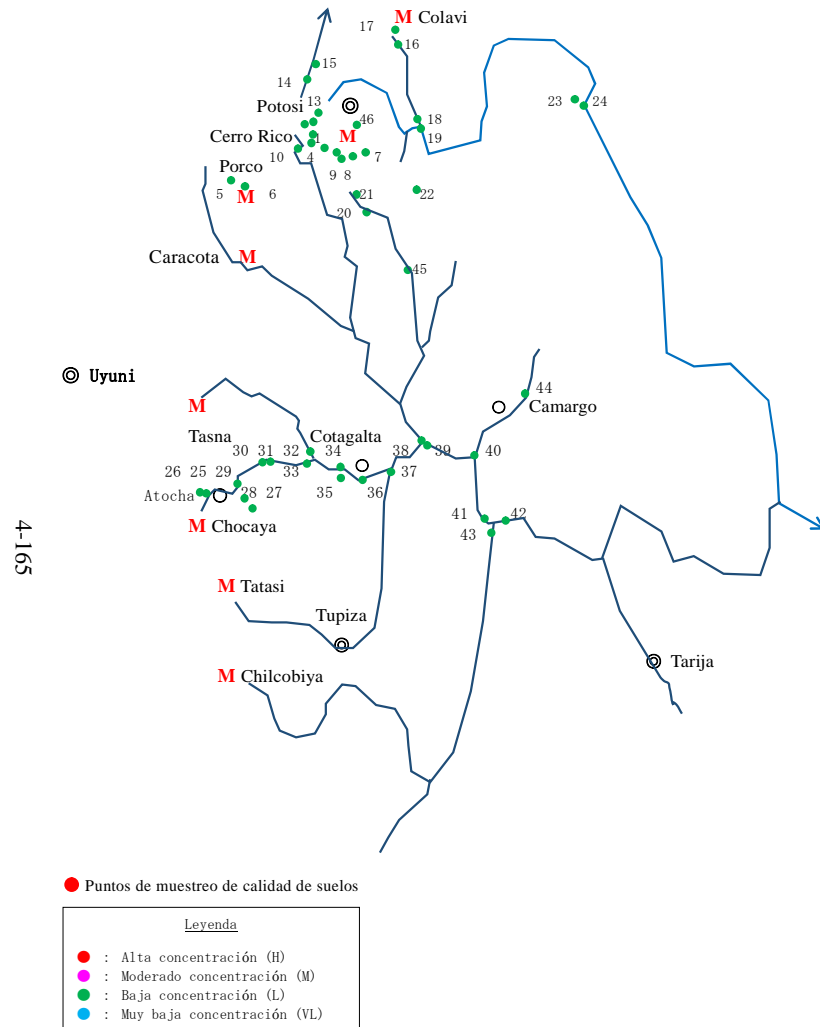 17 M Colavi
16
15
14
13
Potosi
46
18
23 24
19
Cerro Rico 1 M
10 4 7
Porco 9 8
5 M 6
21 22
20
Caracota M
45
Uyuni
M
44
Camargo
Tasna Cotagalta
30 31 32 34 38 39 40
26 25 29 33 37
Atocha 28 27 35 36
M Chocaya
41 42
43
4-165
M Tatasi
Tupiza
Tarija
M Chilcobiya
Puntos de muestreo de calidad de suelos
Leyenda
: Alta concentración (H)
: Moderado concentración (M)
: Baja concentración (L)
: Muy baja concentración (VL)